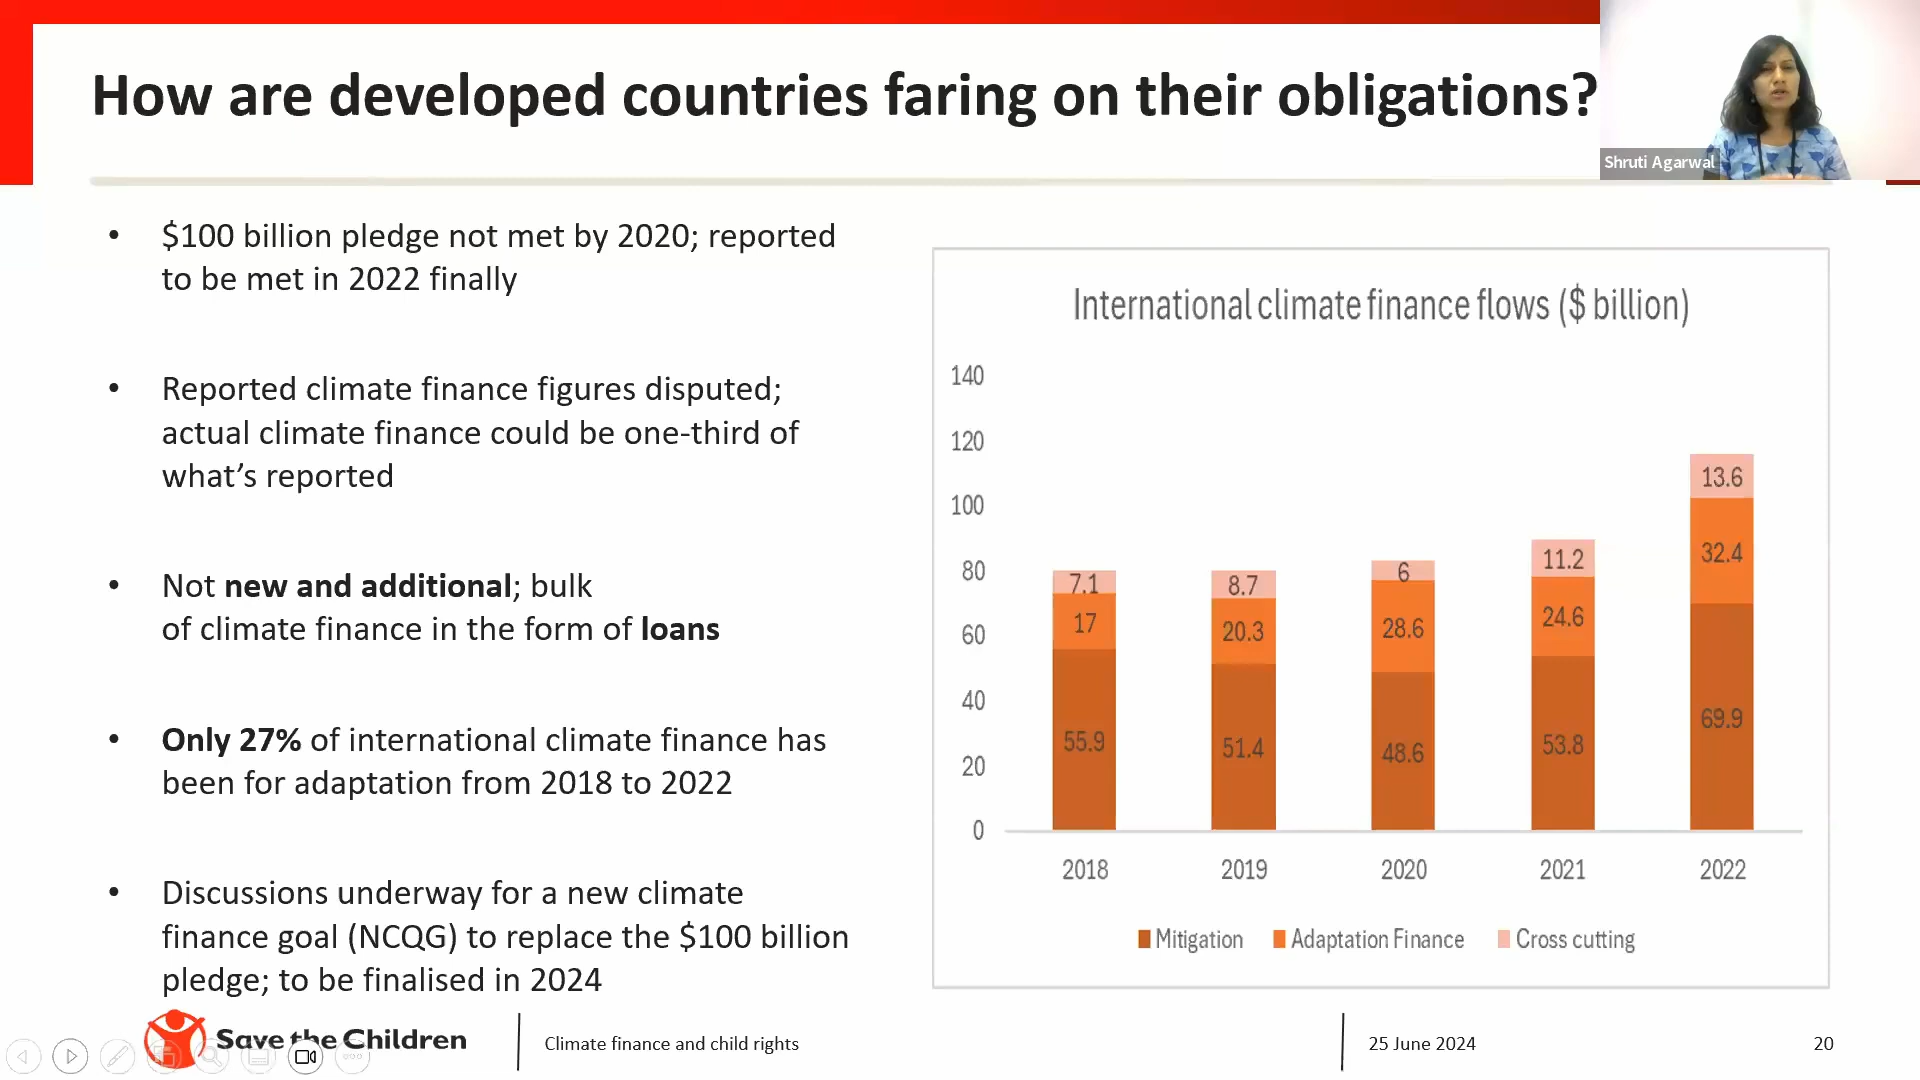 How are developed countries faring on their obligations?
Shruti Agarwal
• $100 billion pledge not met by 2020; reported
to be met in 2022 finally
• Reported climate finance figures disputed;
actual climate finance could be one-third of
what's reported
• Not new and additional; bulk
of climate finance in the form of loans
• Only 27% of international climate finance has
been for adaptation from 2018 to 2022
• Discussions underway for a new climate
finance goal (NCQG) to replace the $100 billion
pledge; to be finalised in 2024
International climate finance flows ($ billion)
140
120
100
80
60
40
20
0
7.1
17
55.9
8.7
20.3
51.4
6
28.6
48.6
11.2
24.6
53.8
13.6
32.4
69.9
2018 2019 2020 2021 2022
Mitigation Adaptation Finance Cross cutting
Save the Children
Climate finance and child rights
25 June 2024
20